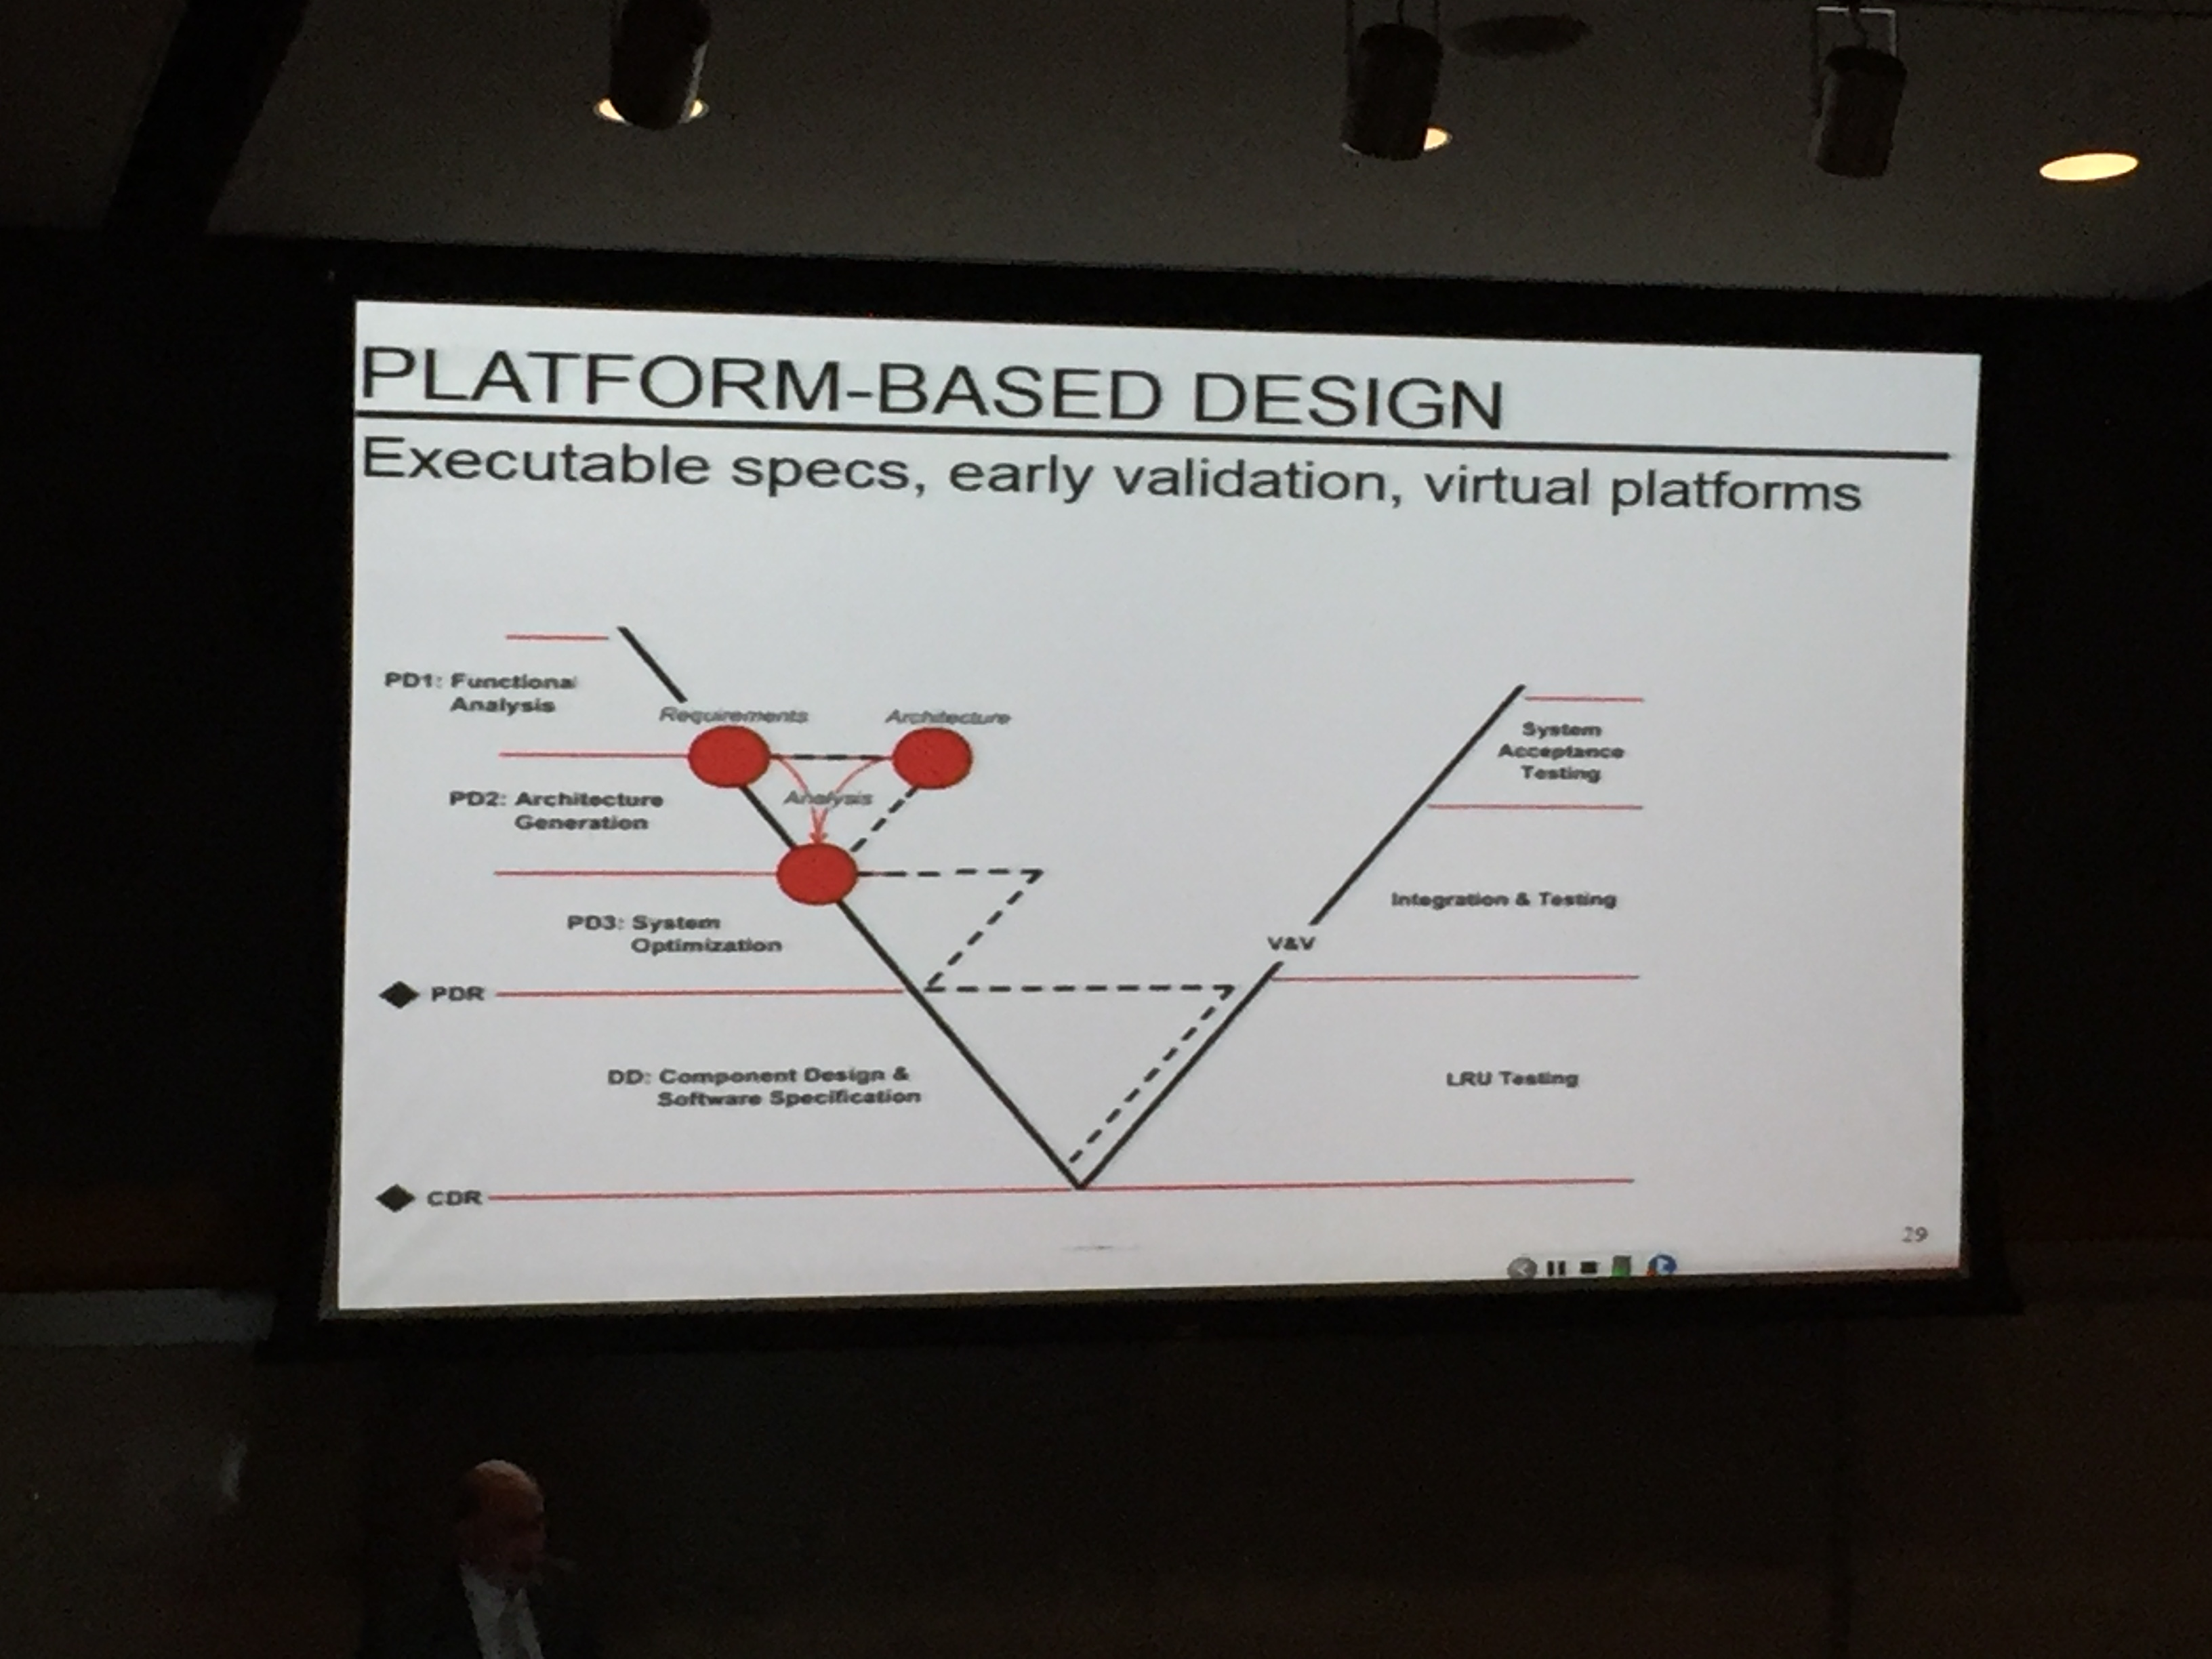 PLATFORM-BASED DESIGN
Executable specs, early validation, virtual platforms
PD1: Functional
Analysis
Requirements
Architecture
Analysis
PD2: Architecture
Generation
PD3: System
Optimization
PDR
DD: Component Design &
Software Specification
CDR
System
Acceptance
Testing
Integration & Testing
V&V
LRU Testing
29